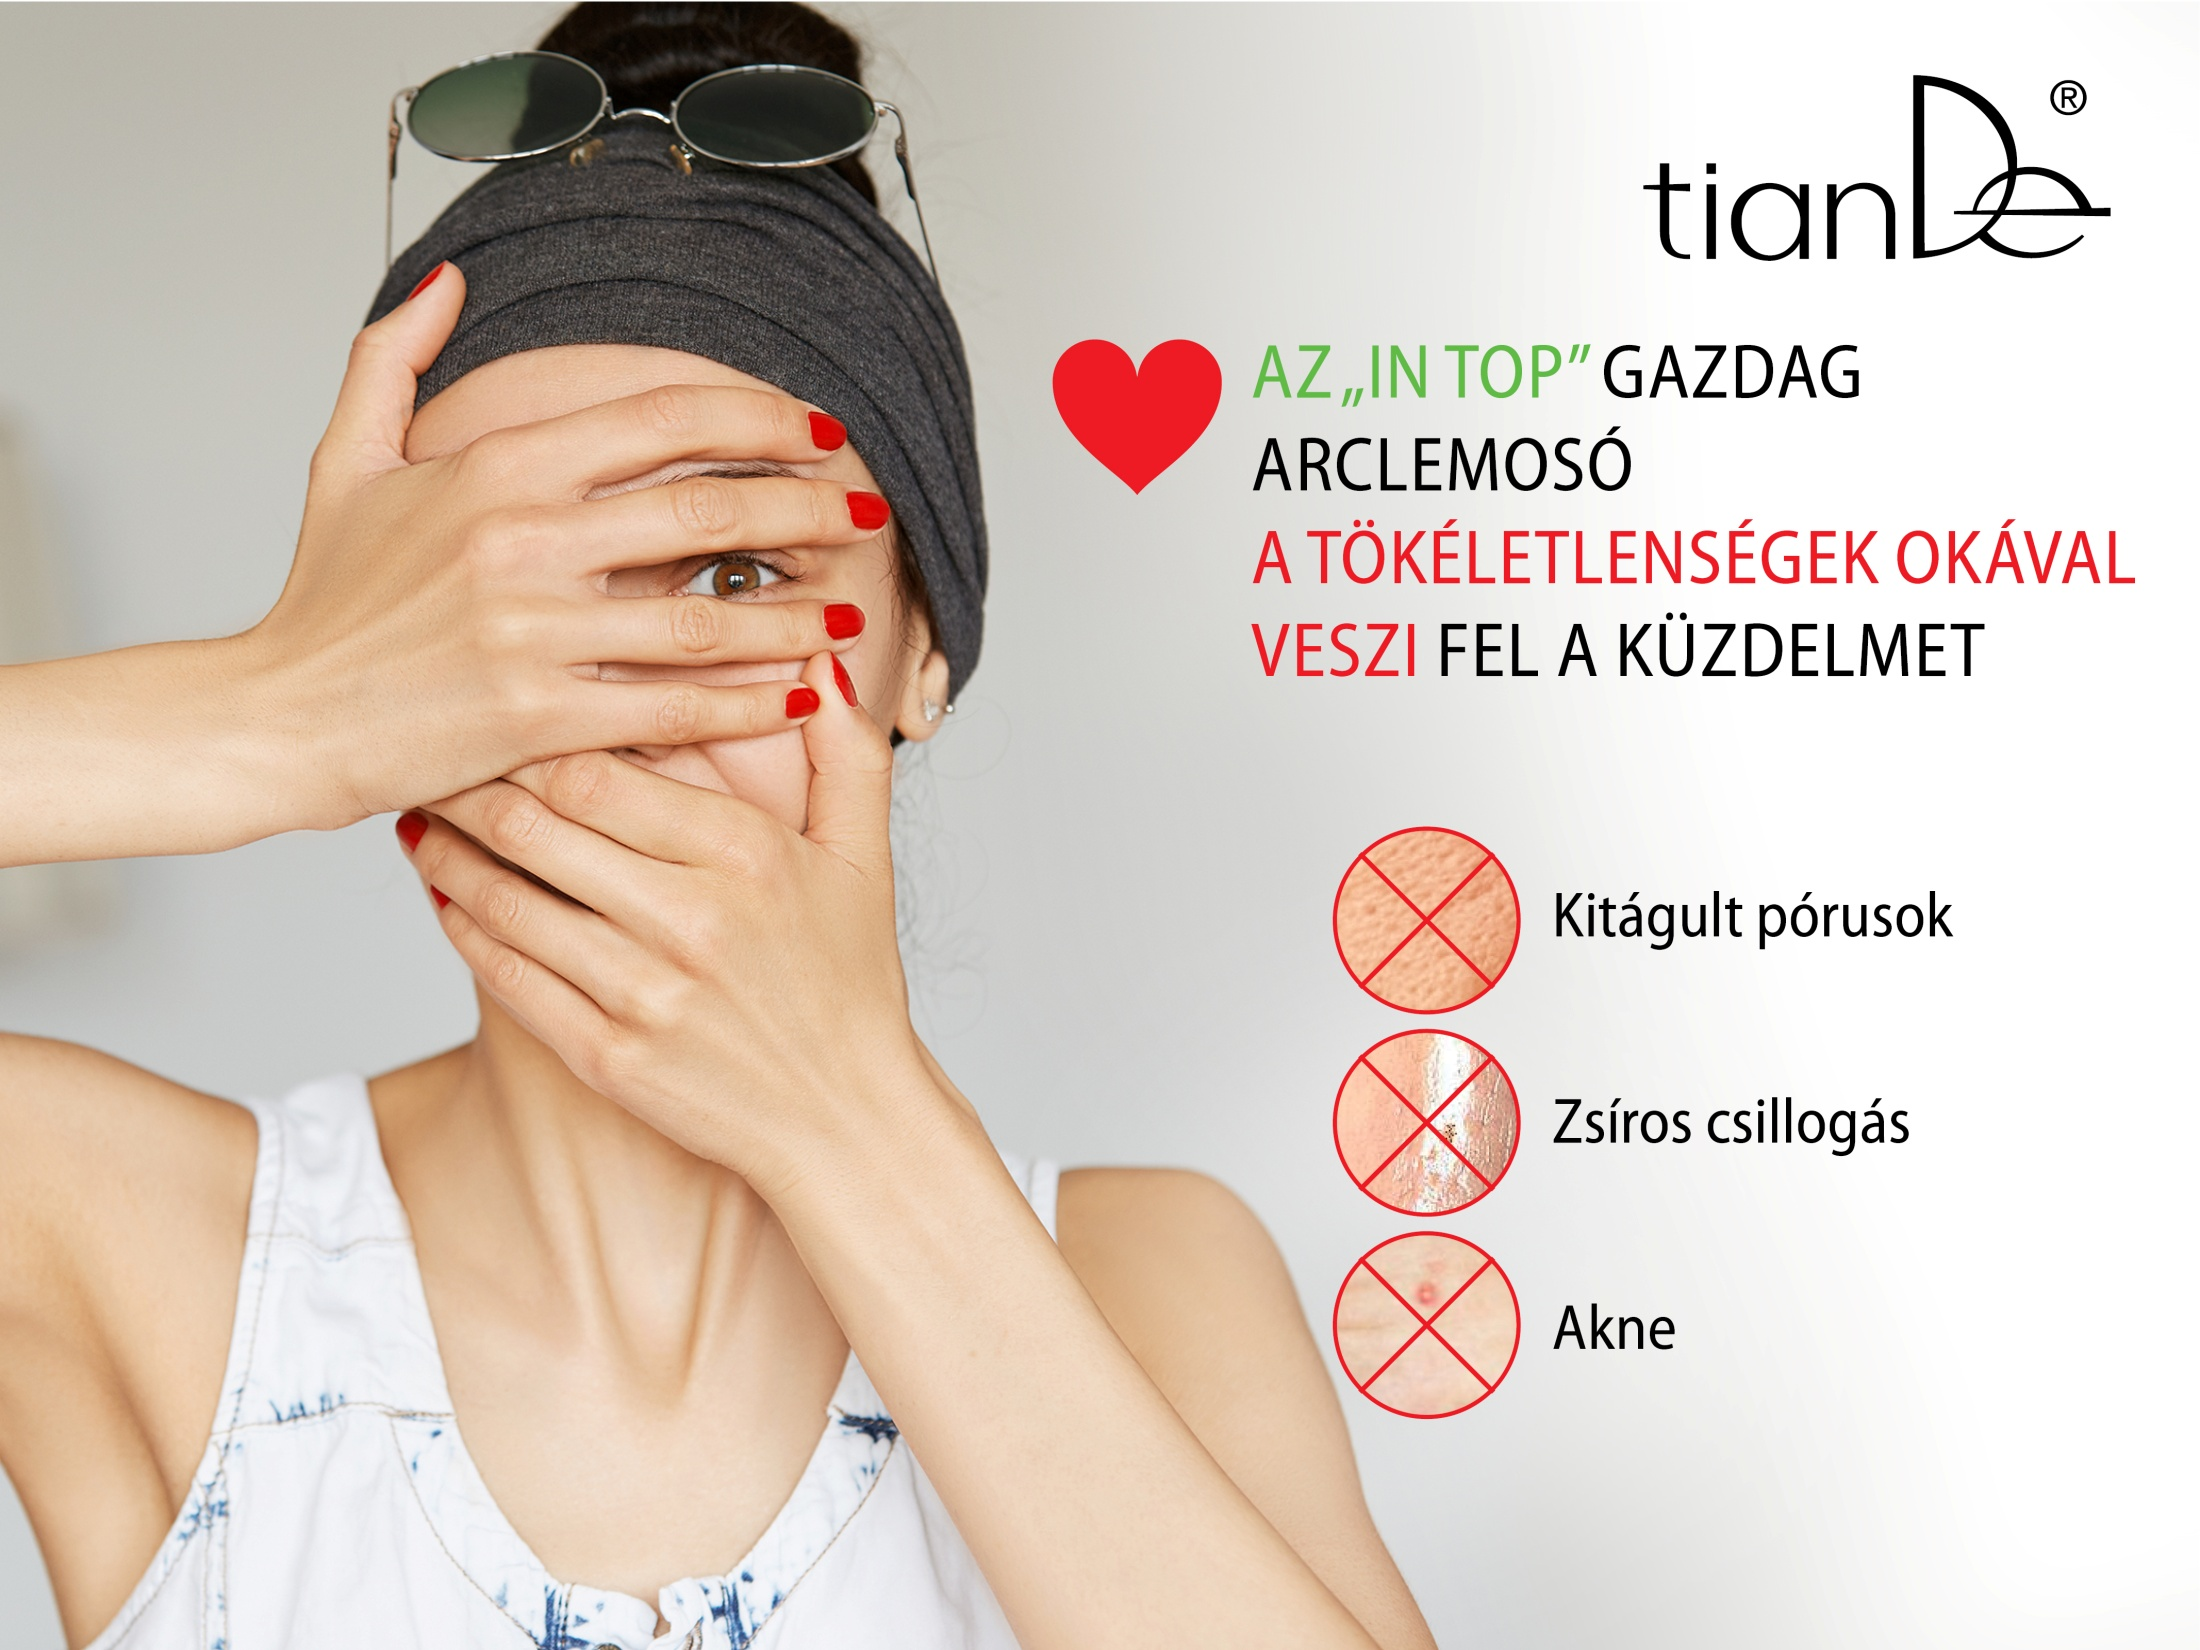 tianDe®
AZ „IN TOP” GAZDAG
ARCLEMOSÓ
A TÖKÉLETLENSÉGEK OKÁVAL
VESZI FEL A KÜZDELMET
Kitágult pórusok
Zsíros csillogás
Akne